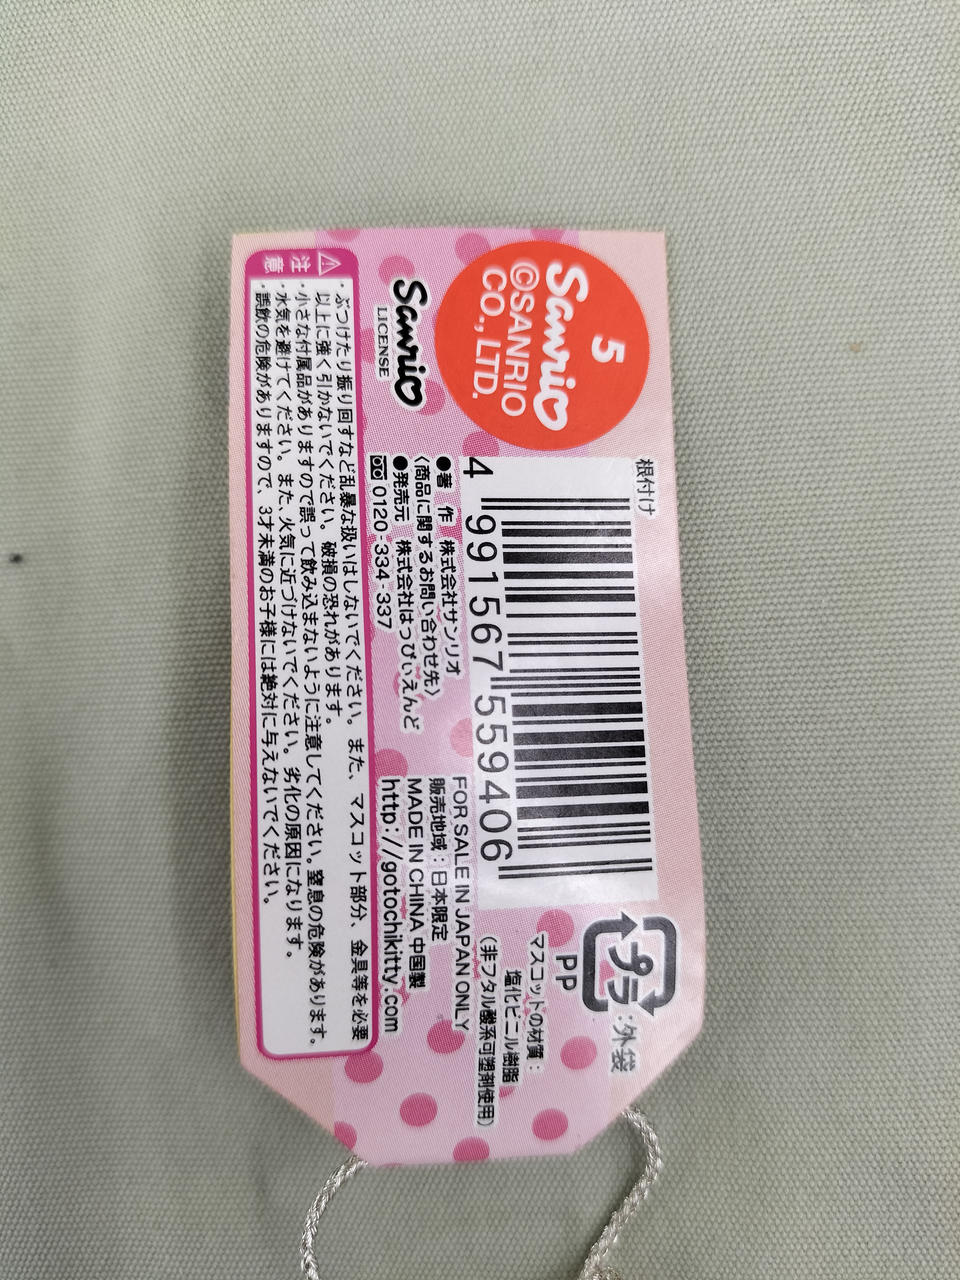 根付け
5
Sanrio
©SANRIO
CO., LTD.
4 991567 559406
プラ
:外袋
PP
マスコットの材質:
塩化ビニル樹脂
(非フタル酸系可塑剤使用)
Sanrio
LICENSE
●著 作 株式会社サンリオ
〈商品に関するお問い合わせ先〉
●発売元 株式会社はっぴぃえんど
0120-334-337
FOR SALE IN JAPAN ONLY
販売地域:日本限定
MADE IN CHINA 中国製
http://gotochikitty.com
注意
・ぶつけたり振り回すなど乱暴な扱いはしないでください。また、マスコット部分、金具等を必要
以上に強く引かないでください。破損の恐れがあります。
・小さな付属品がありますので誤って飲み込まないように注意してください。窒息の危険があります。
・水気を避けてください。また、火気に近づけないでください。劣化の原因になります。
・誤飲の危険がありますので、3才未満のお子様には絶対に与えないでください。